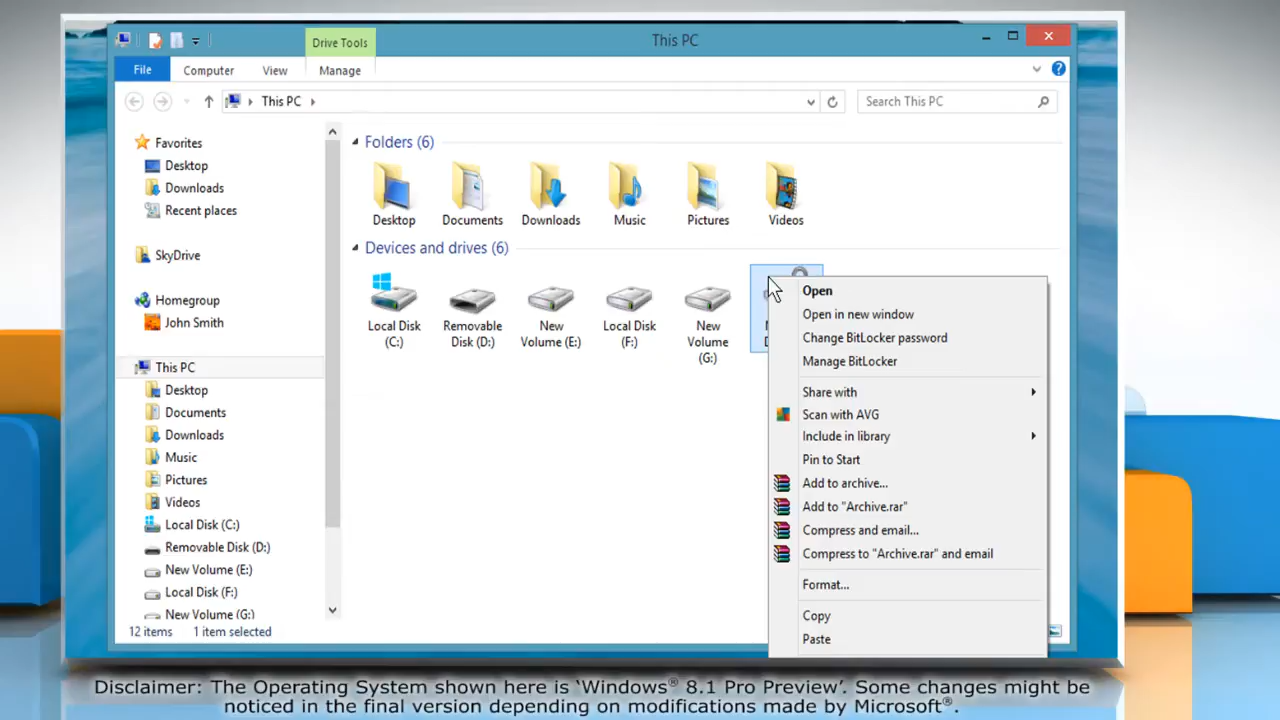 Drive Tools
This PC
File
Computer
View
Manage
This PC
Search This PC
Favorites
Desktop
Downloads
Recent places
SkyDrive
Homegroup
John Smith
This PC
Desktop
Documents
Downloads
Music
Pictures
Videos
Local Disk (C:)
Removable Disk (D:)
New Volume (E:)
Local Disk (F:)
New Volume (G:)
Folders (6)
Desktop
Documents
Downloads
Music
Pictures
Videos
Devices and drives (6)
Local Disk
(C:)
Removable
Disk (D:)
New
Volume (E:)
Local Disk
(F:)
New
Volume
(G:)
Open
Open in new window
Change BitLocker password
Manage BitLocker
Share with
Scan with AVG
Include in library
Pin to Start
Add to archive...
Add to "Archive.rar"
Compress and email...
Compress to "Archive.rar" and email
Format...
Copy
Paste
12 items 1 item selected
Disclaimer: The Operating System shown here is ‘Windows® 8.1 Pro Preview’. Some changes might be
noticed in the final version depending on modifications made by Microsoft®.